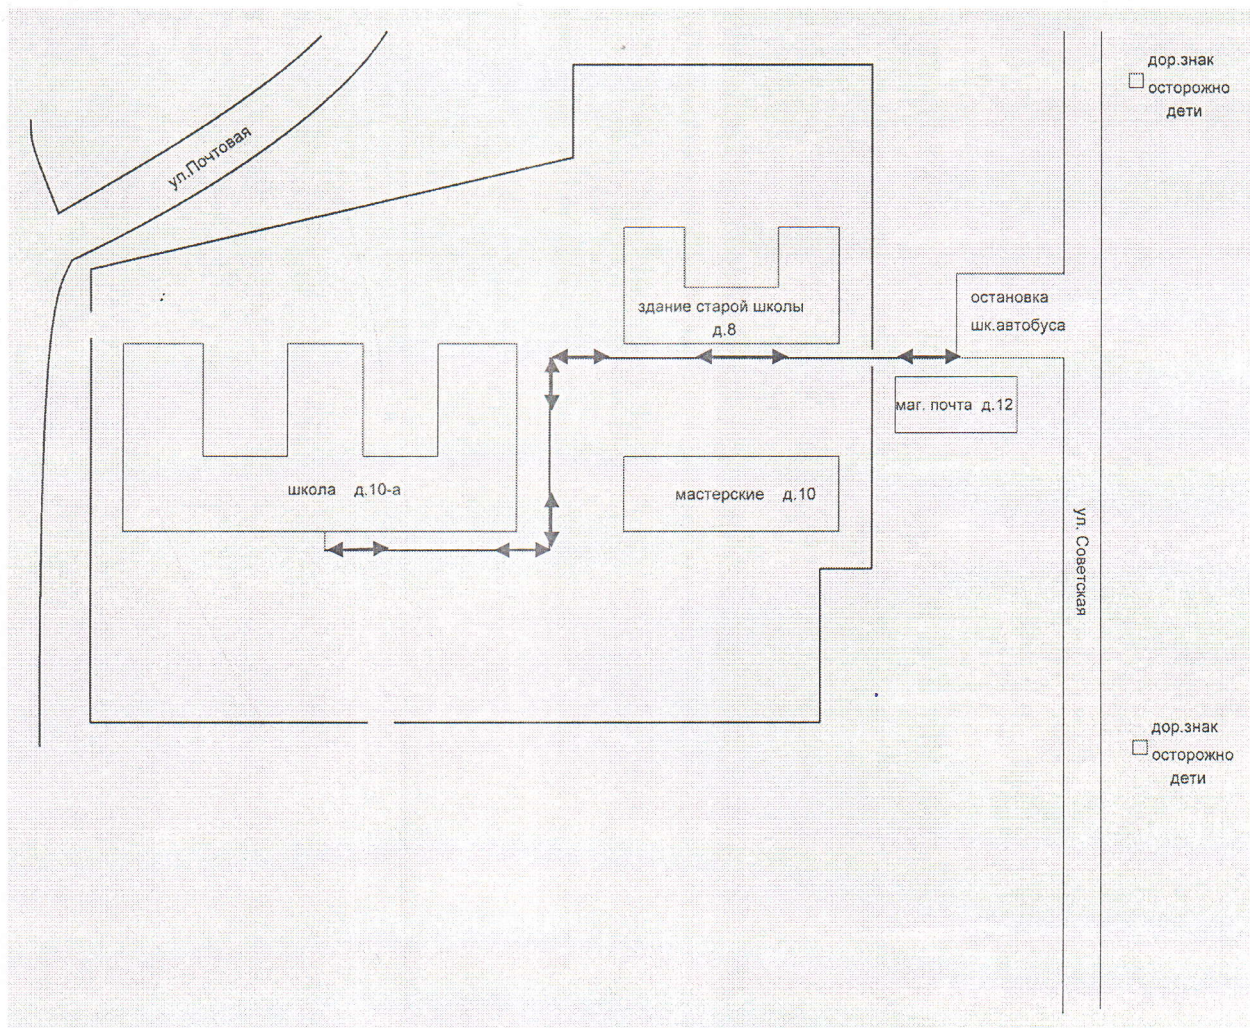 дор.знак
осторожно
дети
ул.Почтовая
остановка
шк.автобуса
здание старой школы
д.8
маг. почта д.12
школа д.10-а
мастерские д.10
ул. Советская
дор.знак
осторожно
дети